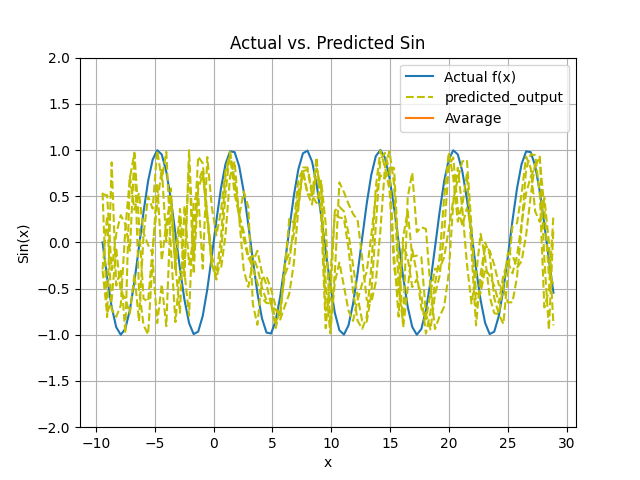 Actual vs. Predicted Sin
Actual f(x)
predicted_output
Avarage
2.0
1.5
1.0
0.5
0.0
−0.5
−1.0
−1.5
−2.0
Sin(x)
−10 −5 0 5 10 15 20 25 30
x